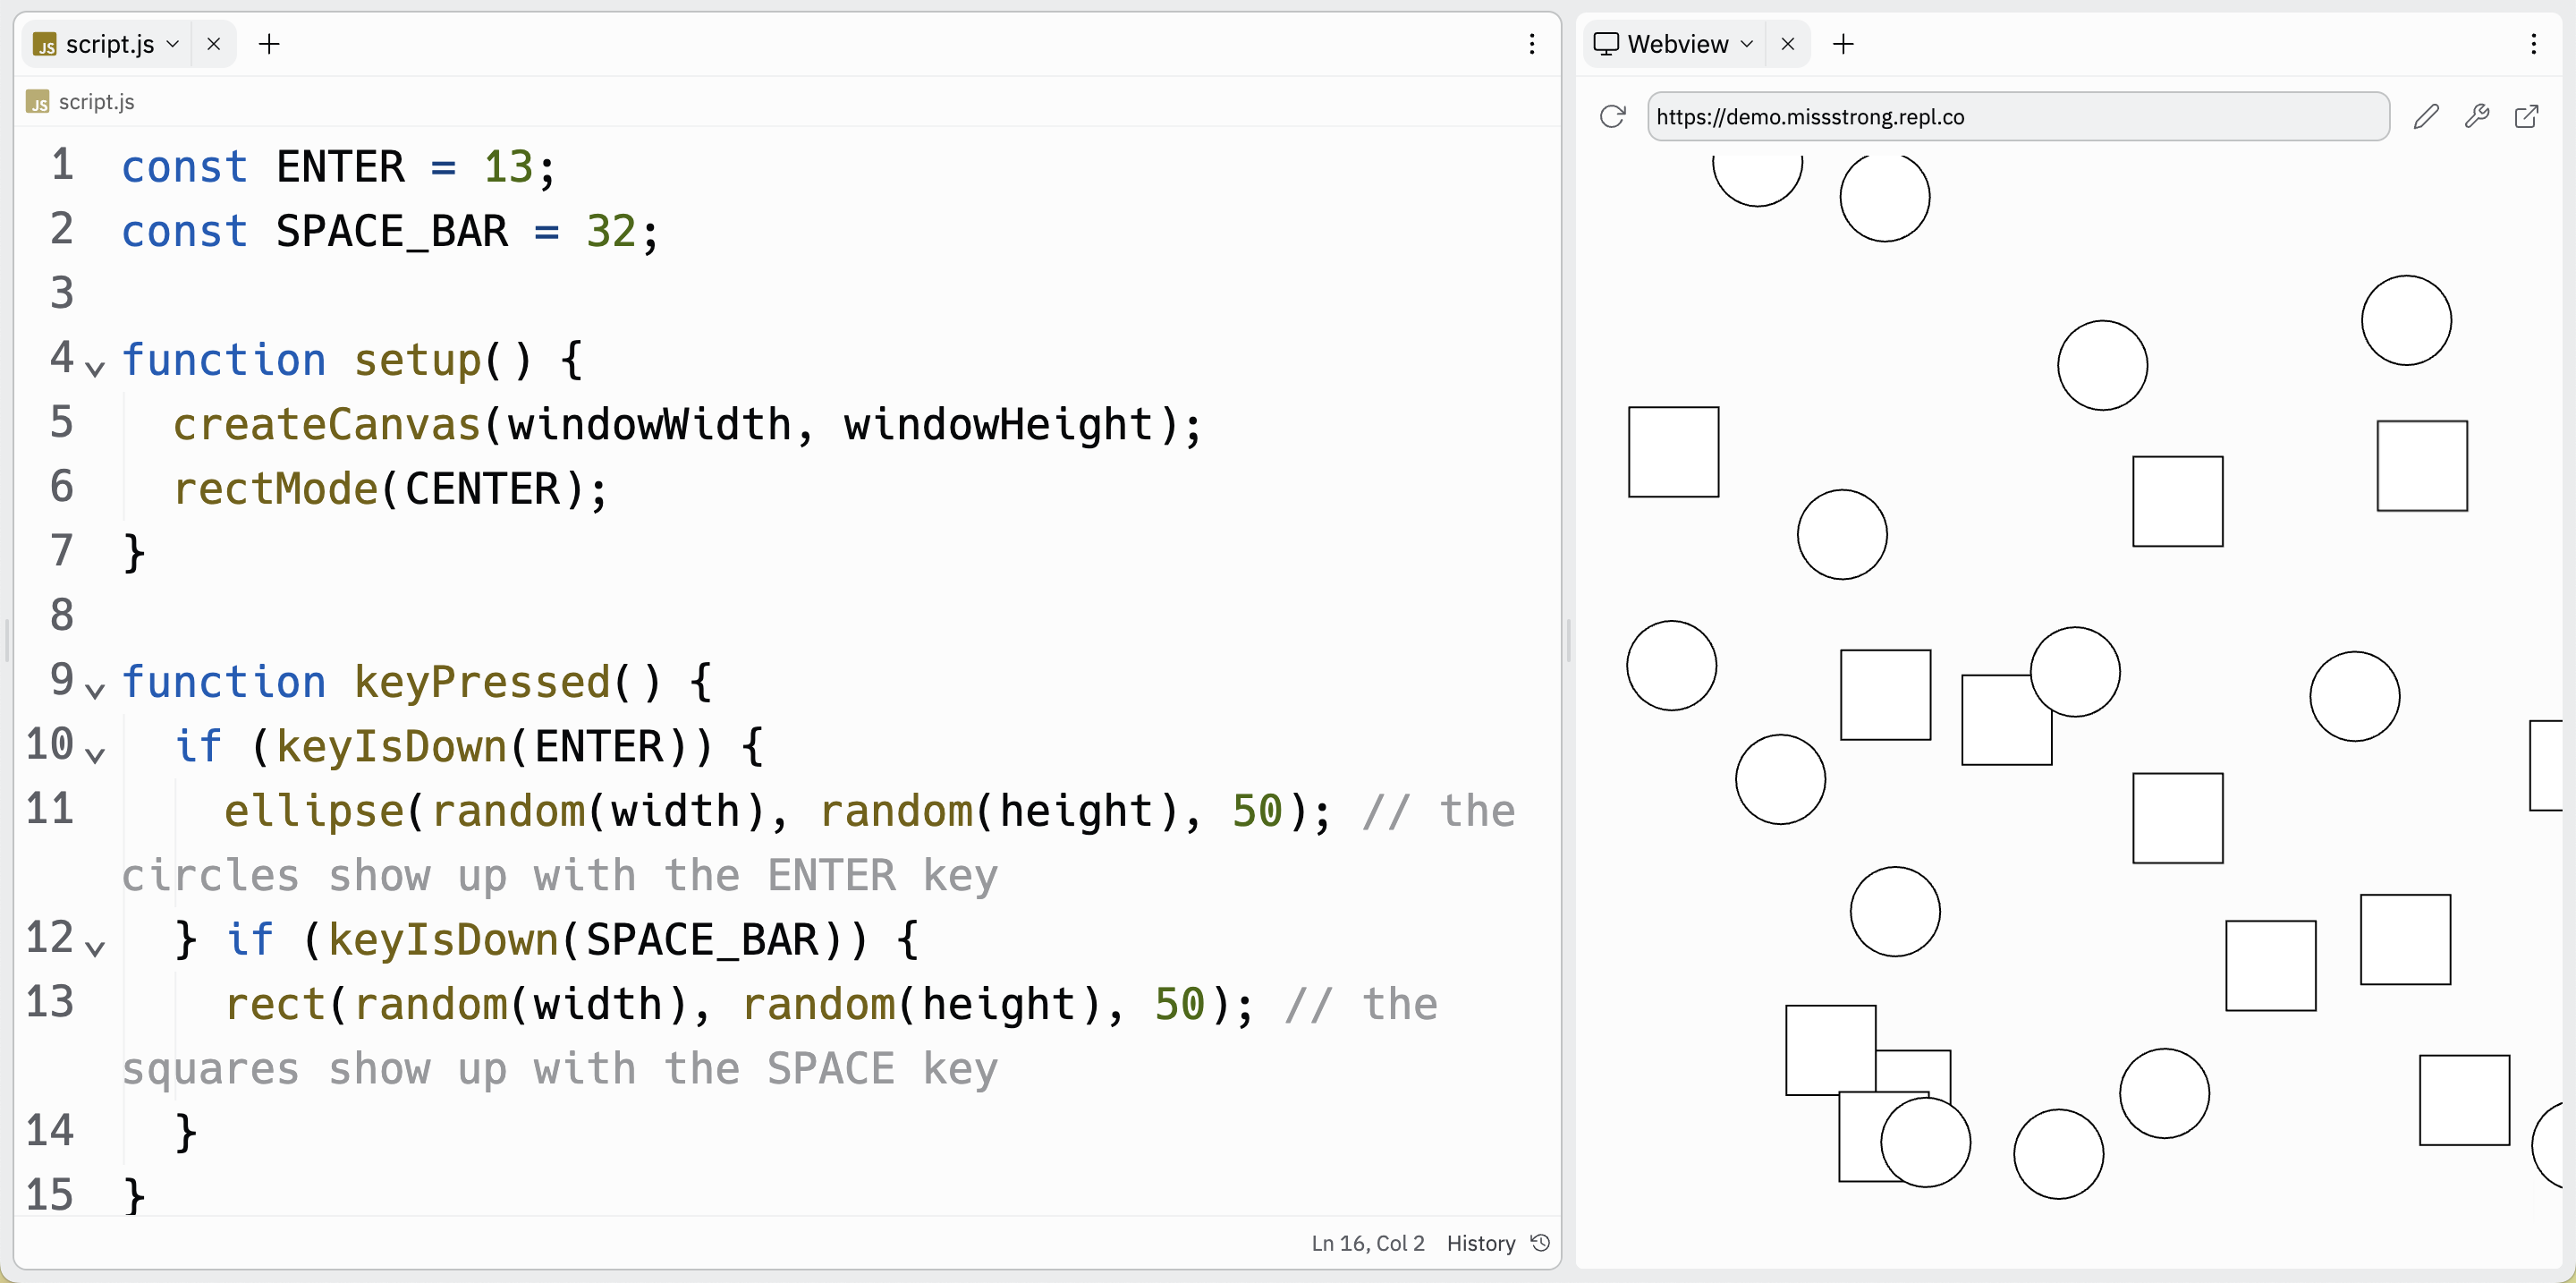 script.js
Webview
script.js
https://demo.missstrong.repl.co
1 const ENTER = 13;
2 const SPACE_BAR = 32;
3
4 function setup() {
5 createCanvas(windowWidth, windowHeight);
6 rectMode(CENTER);
7 }
8
9 function keyPressed() {
10 if (keyIsDown(ENTER)) {
11 ellipse(random(width), random(height), 50); // the
circles show up with the ENTER key
12 } if (keyIsDown(SPACE_BAR)) {
13 rect(random(width), random(height), 50); // the
squares show up with the SPACE key
14 }
15 }
Ln 16, Col 2 History